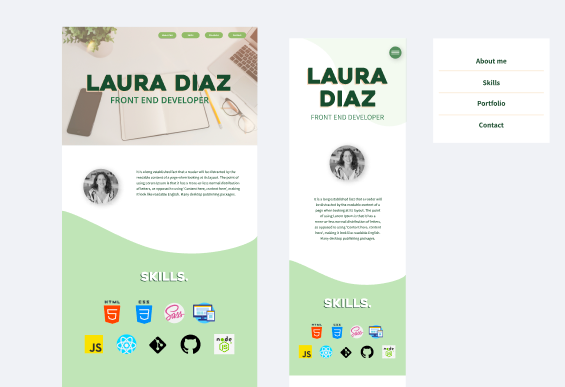 LAURA DIAZ
FRONT END DEVELOPER
It is a long established fact that a reader will be distracted by the
readable content of a page when looking at its layout. The point of
using Lorem Ipsum is that it has a more-or-less normal distribution
of letters, as opposed to using 'Content here, content here', making
it look like readable English. Many desktop publishing packages.
SKILLS.
HTML
CSS
Sass
JS
node
JS
LAURA
DIAZ
FRONT END DEVELOPER
It is a long established fact that a reader will
be distracted by the readable content of a
page when looking at its layout. The point
of using Lorem Ipsum is that it has a
more-or-less normal distribution of letters,
as opposed to using 'Content here, content
here', making it look like readable English.
Many desktop publishing packages.
SKILLS.
HTML
CSS
Sass
JS
node
About me
Skills
Portfolio
Contact